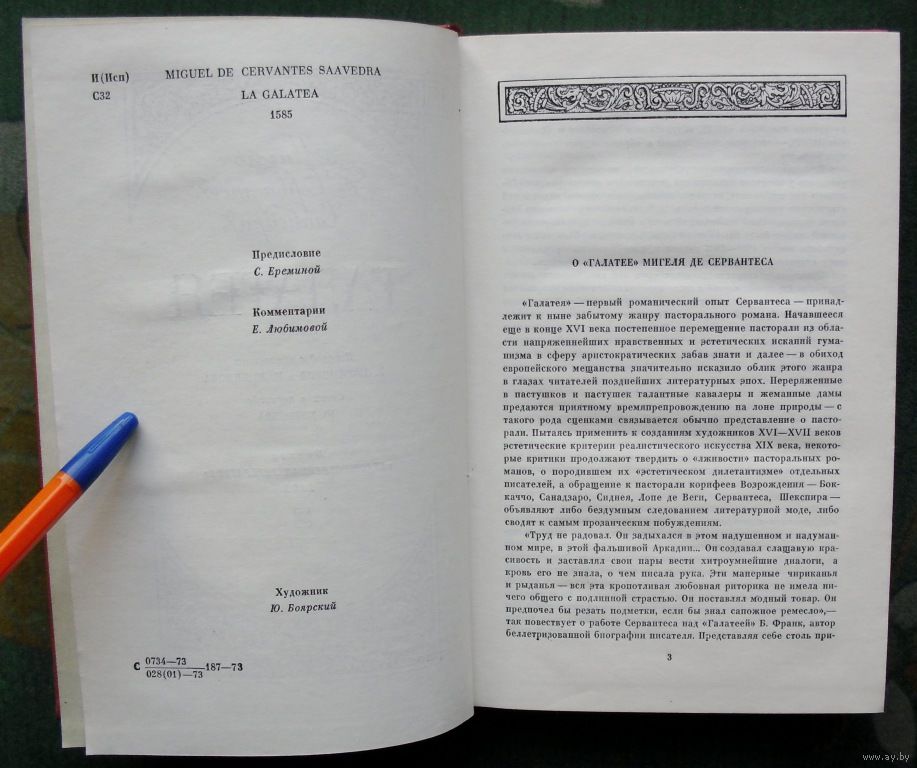 И(Исп)
С32
MIGUEL DE CERVANTES SAAVEDRA
LA GALATEA
1585
Предисловие
С. Ереминой
Комментарии
Е. Любимовой
Художник
Ю. Боярский
С 0734—73
028(01)—73
187—73
О «ГАЛАТЕЕ» МИГЕЛЯ ДЕ СЕРВАНТЕСА
«Галатея» — первый романический опыт Сервантеса — принад-
лежит к ныне забытому жанру пасторального романа. Начавшееся
еще в конце XVI века постепенное перемещение пасторали из обла-
сти напряженнейших нравственных и эстетических исканий гума-
низма в сферу аристократических забав знати и далее — в обиход
европейского мещанства значительно исказило облик этого жанра
в глазах читателей позднейших литературных эпох. Переряженные
в пастушков и пастушек галантные кавалеры и жеманные дамы
предаются приятному времяпрепровождению на лоне природы — с
такого рода сценками связывается обычно представление о пасто-
рали. Пытаясь применить к созданиям художников XVI—XVII веков
эстетические критерии реалистического искусства XIX века, некото-
рые критики продолжают твердить о «лживости» пасторальных ро-
манов, о породившем их «эстетическом дилетантизме» отдельных
писателей, а обращение к пасторали корифеев Возрождения — Бок-
каччо, Санадзаро, Сиднея, Лопе де Веги, Сервантеса, Шекспира —
объявляют либо бездумным следованием литературной моде, либо
сводят к самым прозаическим побуждениям.
«Труд не радовал. Он задыхался в этом надушенном и надуман-
ном мире, в этой фальшивой Аркадии... Он создавал слащавую кра-
сивость и заставлял свои пары вести хитроумнейшие диалоги, а
кровь его не знала, о чем писала рука. Эти манерные чириканья
и рыданья — вся эта кропотливая любовная риторика не имела ни-
чего общего с подлинной страстью. Он поставлял модный товар. Он
предпочел бы резать подметки, если бы знал сапожное ремесло»,—
так повествует о работе Сервантеса над «Галатеей» Б. Франк, автор
беллетризованной биографии писателя. Представляя себе столь при-
3
www.ay.by